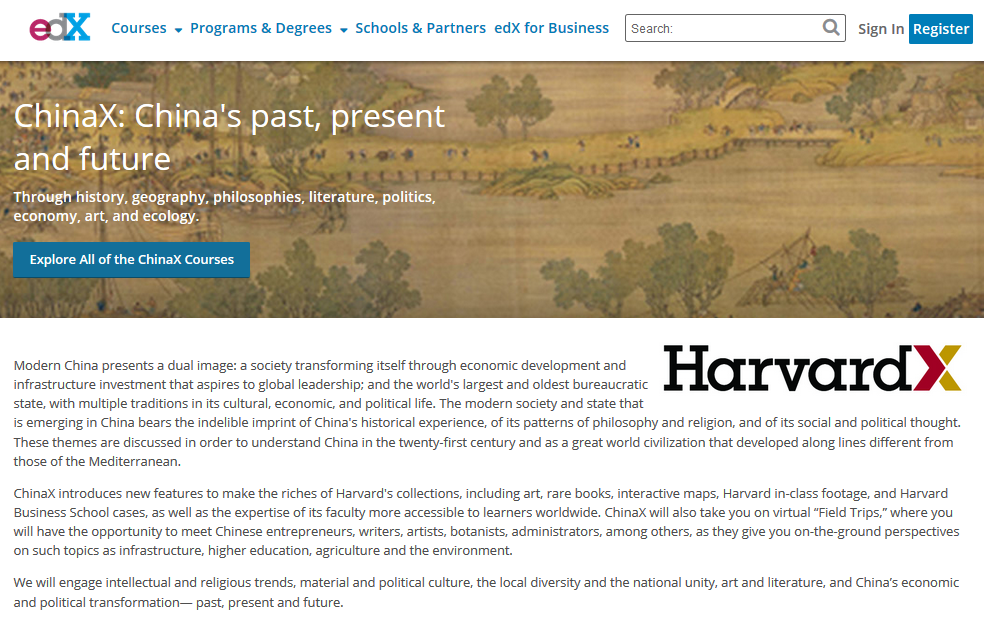 edX
Courses
Programs & Degrees
Schools & Partners
edX for Business
Search:
Sign In
Register
ChinaX: China's past, present
and future
Through history, geography, philosophies, literature, politics,
economy, art, and ecology.
Explore All of the ChinaX Courses
HarvardX
Modern China presents a dual image: a society transforming itself through economic development and
infrastructure investment that aspires to global leadership; and the world's largest and oldest bureaucratic
state, with multiple traditions in its cultural, economic, and political life. The modern society and state that
is emerging in China bears the indelible imprint of China's historical experience, of its patterns of philosophy and religion, and of its social and political thought.
These themes are discussed in order to understand China in the twenty-first century and as a great world civilization that developed along lines different from
those of the Mediterranean.
ChinaX introduces new features to make the riches of Harvard's collections, including art, rare books, interactive maps, Harvard in-class footage, and Harvard
Business School cases, as well as the expertise of its faculty more accessible to learners worldwide. ChinaX will also take you on virtual “Field Trips,” where you
will have the opportunity to meet Chinese entrepreneurs, writers, artists, botanists, administrators, among others, as they give you on-the-ground perspectives
on such topics as infrastructure, higher education, agriculture and the environment.
We will engage intellectual and religious trends, material and political culture, the local diversity and the national unity, art and literature, and China’s economic
and political transformation— past, present and future.